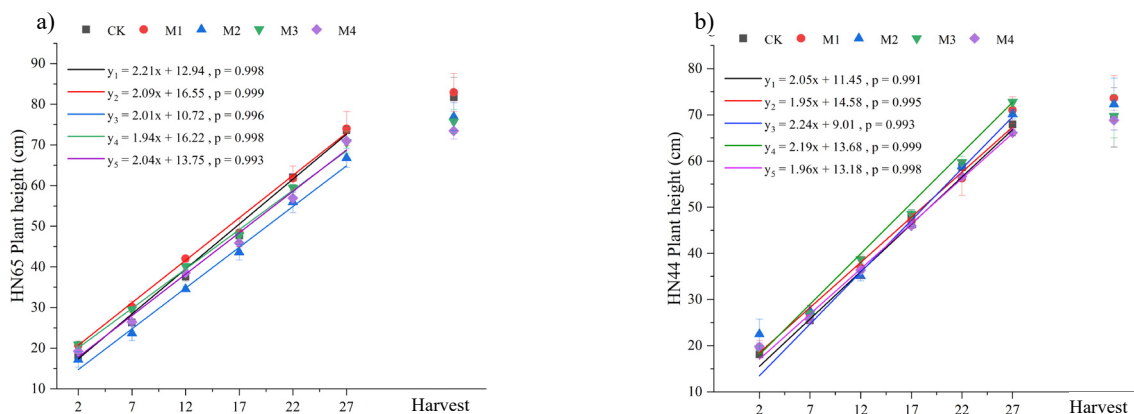 a)
CK M1 M2 M3 M4
y₁ = 2.21x + 12.94 , p = 0.998
y₂ = 2.09x + 16.55 , p = 0.999
y₃ = 2.01x + 10.72 , p = 0.996
y₄ = 1.94x + 16.22 , p = 0.998
y₅ = 2.04x + 13.75 , p = 0.993
HN65 Plant height (cm)
90
80
70
60
50
40
30
20
10
2 7 12 17 22 27 Harvest
b)
CK M1 M2 M3 M4
y₁ = 2.05x + 11.45 , p = 0.991
y₂ = 1.95x + 14.58 , p = 0.995
y₃ = 2.24x + 9.01 , p = 0.993
y₄ = 2.19x + 13.68 , p = 0.999
y₅ = 1.96x + 13.18 , p = 0.998
HN44 Plant height (cm)
80
70
60
50
40
30
20
10
2 7 12 17 22 27 Harvest